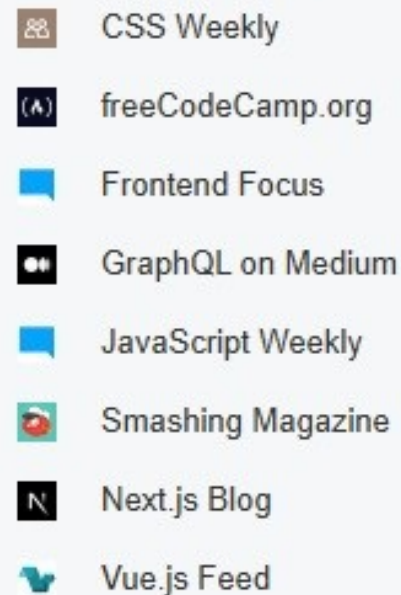 CSS Weekly
(A) freeCodeCamp.org
Frontend Focus
GraphQL on Medium
JavaScript Weekly
Smashing Magazine
N Next.js Blog
Vue.js Feed